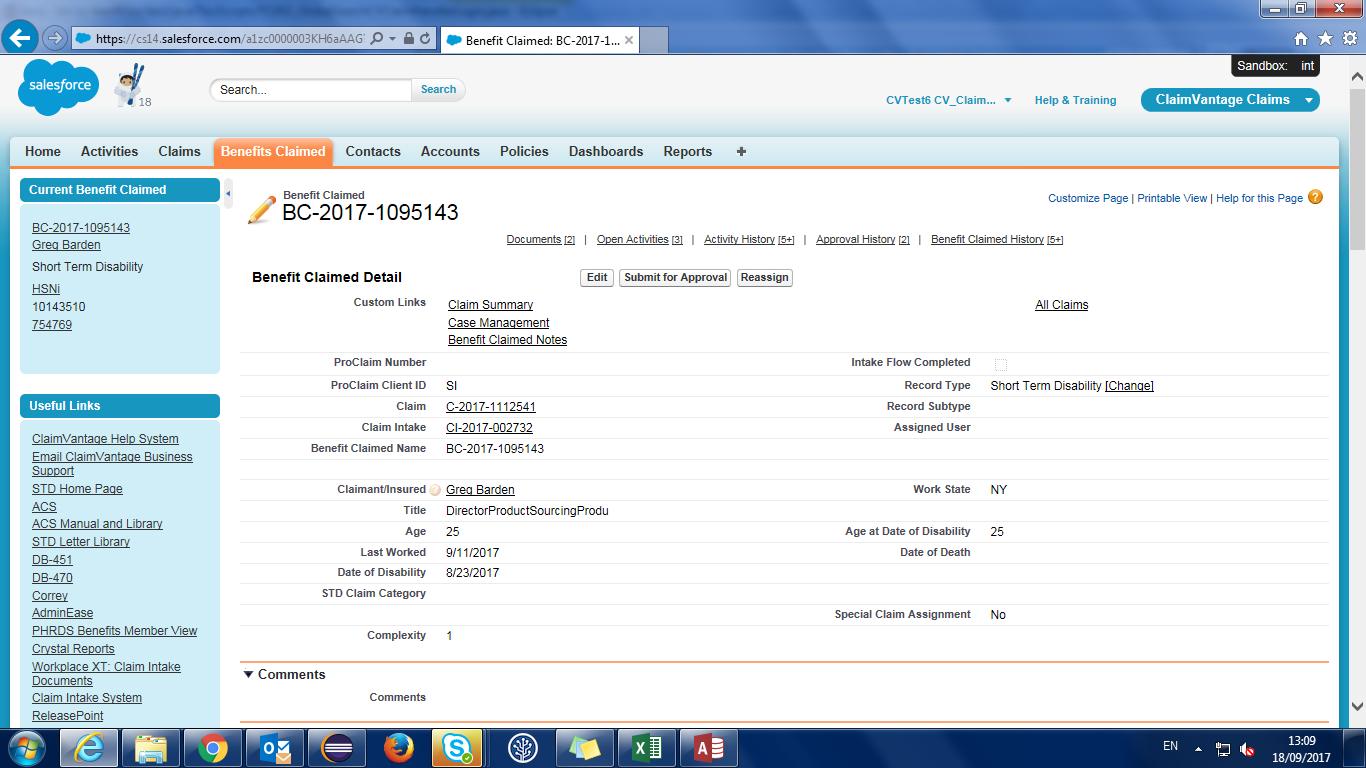 https://cs14.salesforce.com/a1zc0000003KH6aAAG
Benefit Claimed: BC-2017-1...
Sandbox: int
salesforce
18
Search...
Search
CVTest6 CV_Claim...
Help & Training
ClaimVantage Claims
Home Activities Claims Benefits Claimed Contacts Accounts Policies Dashboards Reports +
Current Benefit Claimed
BC-2017-1095143
Greg Barden
Short Term Disability
HSNi
10143510
754769
Useful Links
ClaimVantage Help System
Email ClaimVantage Business
Support
STD Home Page
ACS
ACS Manual and Library
STD Letter Library
DB-451
DB-470
Correy
AdminEase
PHRDS Benefits Member View
Crystal Reports
Workplace XT: Claim Intake
Documents
Claim Intake System
ReleasePoint
Benefit Claimed
BC-2017-1095143
Customize Page | Printable View | Help for this Page ?
Documents [2] | Open Activities [3] | Activity History [5+] | Approval History [2] | Benefit Claimed History [5+]
Benefit Claimed Detail
Edit Submit for Approval Reassign
Custom Links Claim Summary All Claims
Case Management
Benefit Claimed Notes
ProClaim Number Intake Flow Completed
ProClaim Client ID SI Record Type Short Term Disability [Change]
Claim C-2017-1112541 Record Subtype
Claim Intake CI-2017-002732 Assigned User
Benefit Claimed Name BC-2017-1095143
Claimant/Insured Greg Barden Work State NY
Title DirectorProductSourcingProdu
Age 25 Age at Date of Disability 25
Last Worked 9/11/2017 Date of Death
Date of Disability 8/23/2017
STD Claim Category
Special Claim Assignment No
Complexity 1
Comments
Comments
EN
13:09
18/09/2017